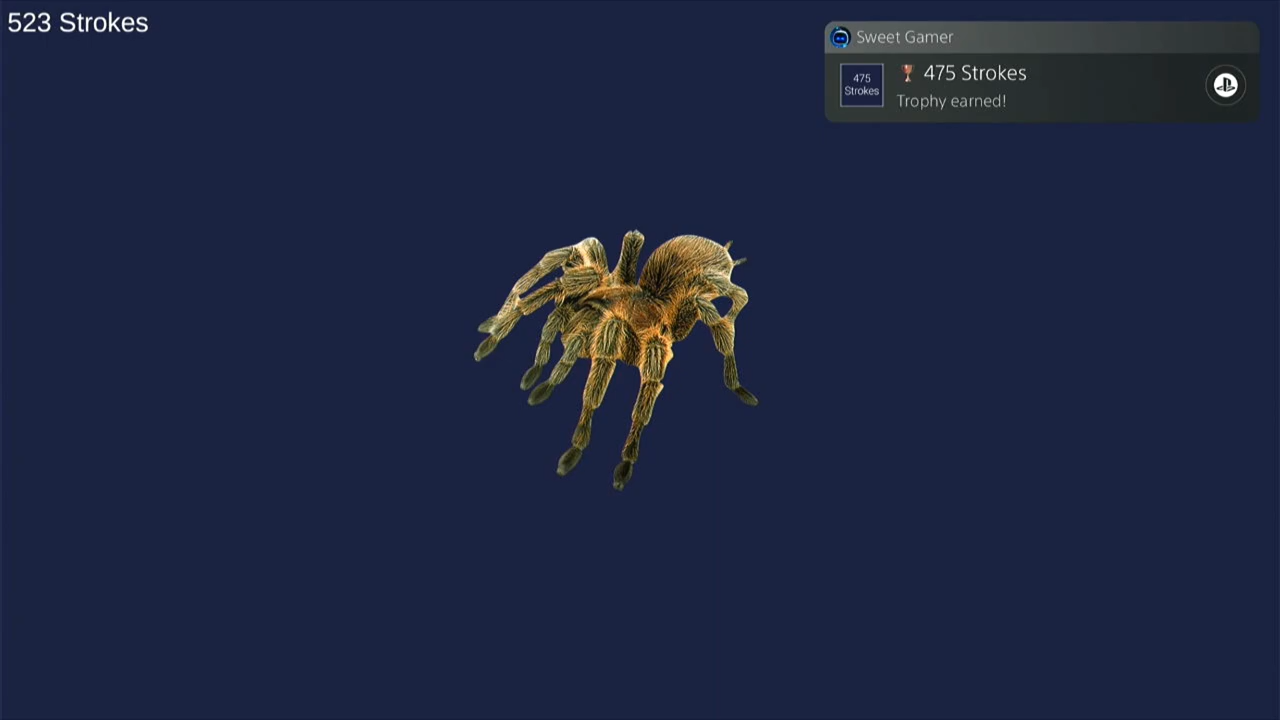 523 Strokes
Sweet Gamer
475
Strokes
475 Strokes
Trophy earned!